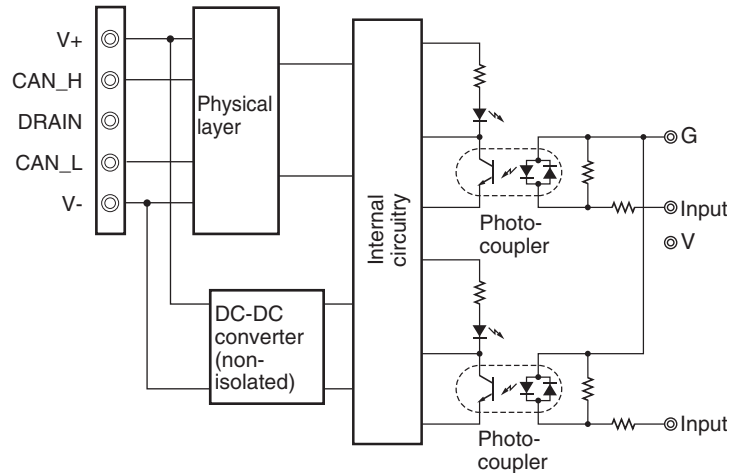 V+
CAN_H
DRAIN
CAN_L
V-
Physical
layer
DC-DC
converter
(non-
isolated)
Internal
circuitry
Photo-
coupler
G
Input
V
Photo-
coupler
Input